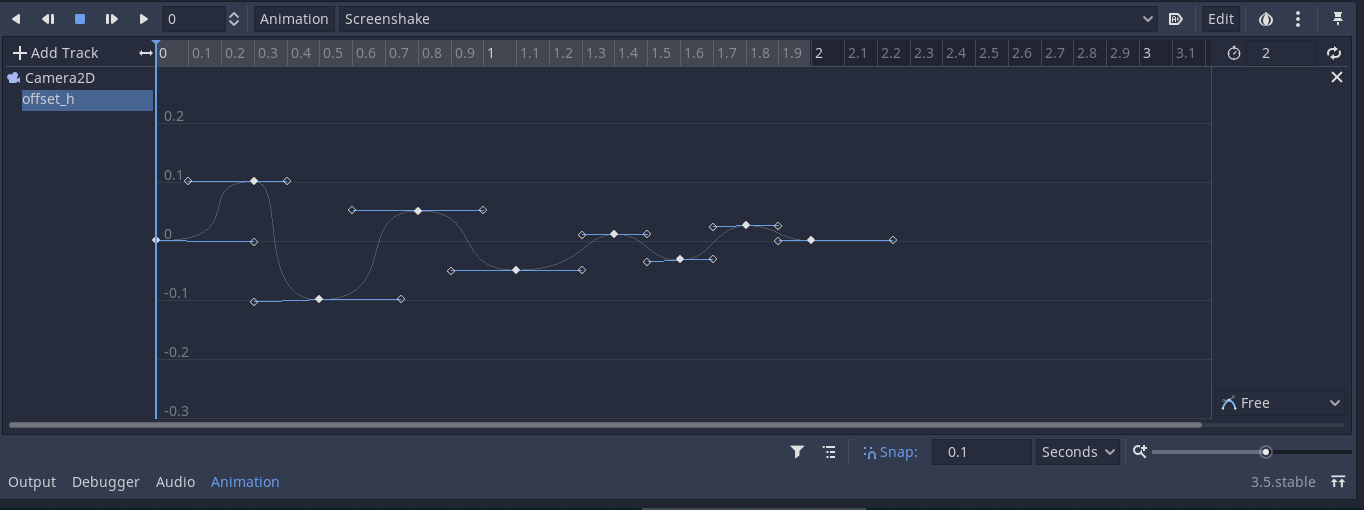 0 Animation Screenshake Edit
Add Track 0 0.1 0.2 0.3 0.4 0.5 0.6 0.7 0.8 0.9 1 1.1 1.2 1.3 1.4 1.5 1.6 1.7 1.8 1.9 2 2.1 2.2 2.3 2.4 2.5 2.6 2.7 2.8 2.9 3 3.1 2
Camera2D
offset_h
0.2
0.1
0
-0.1
-0.2
-0.3
Free
Snap: 0.1 Seconds
Output Debugger Audio Animation 3.5.stable